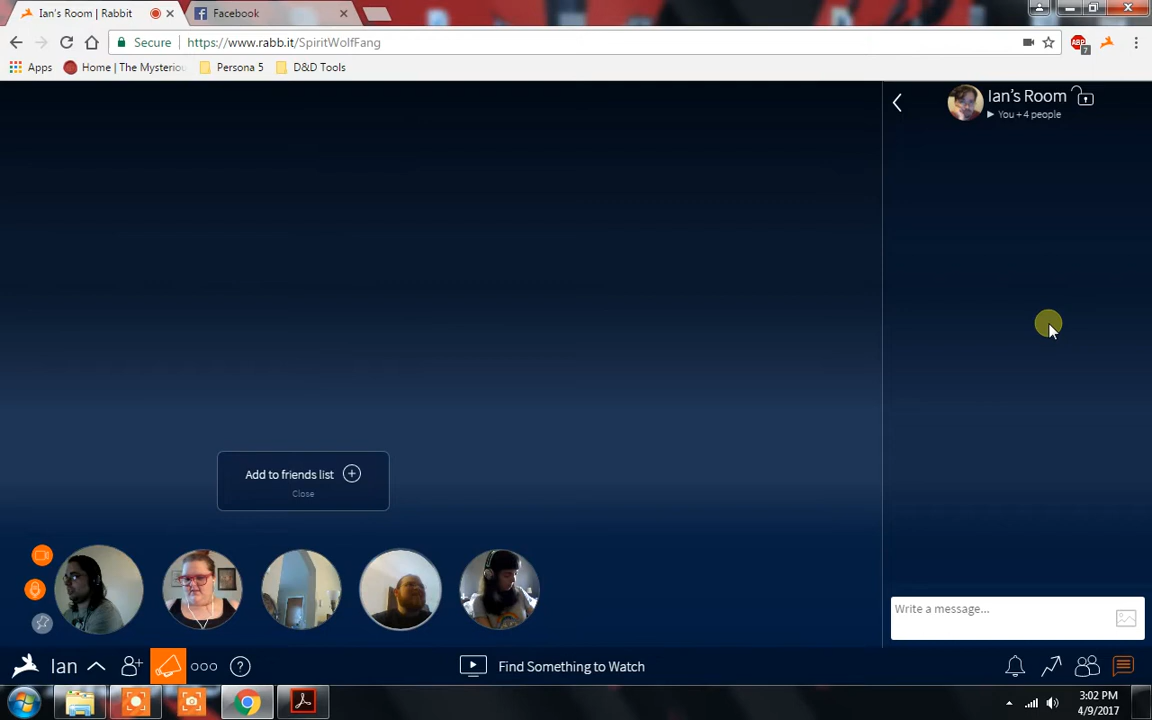 Ian's Room | Rabbit
Facebook
Secure
https://www.rabb.it/SpiritWolfFang
ABP
7
Apps
Home | The Mysteriou
Persona 5
D&D Tools
Ian's Room
You + 4 people
Add to friends list
Close
Write a message...
Ian
?
Find Something to Watch
3:02 PM
4/9/2017